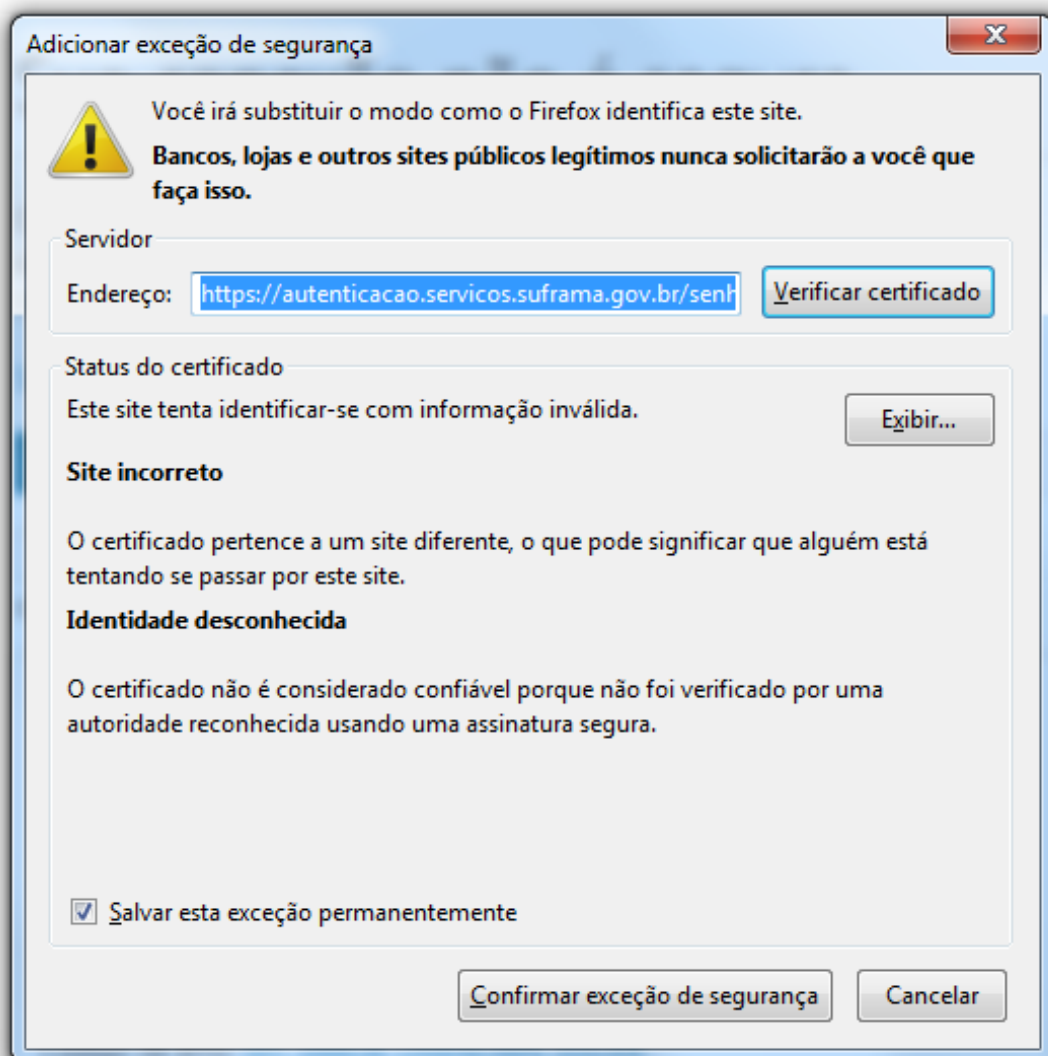 Adicionar exceção de segurança
Você irá substituir o modo como o Firefox identifica este site.
Bancos, lojas e outros sites públicos legítimos nunca solicitarão a você que
faça isso.
Servidor
Endereço: https://autenticacao.servicos.suframa.gov.br/senh Verificar certificado
Status do certificado
Este site tenta identificar-se com informação inválida. Exibir...
Site incorreto
O certificado pertence a um site diferente, o que pode significar que alguém está
tentando se passar por este site.
Identidade desconhecida
O certificado não é considerado confiável porque não foi verificado por uma
autoridade reconhecida usando uma assinatura segura.
Salvar esta exceção permanentemente
Confirmar exceção de segurança Cancelar